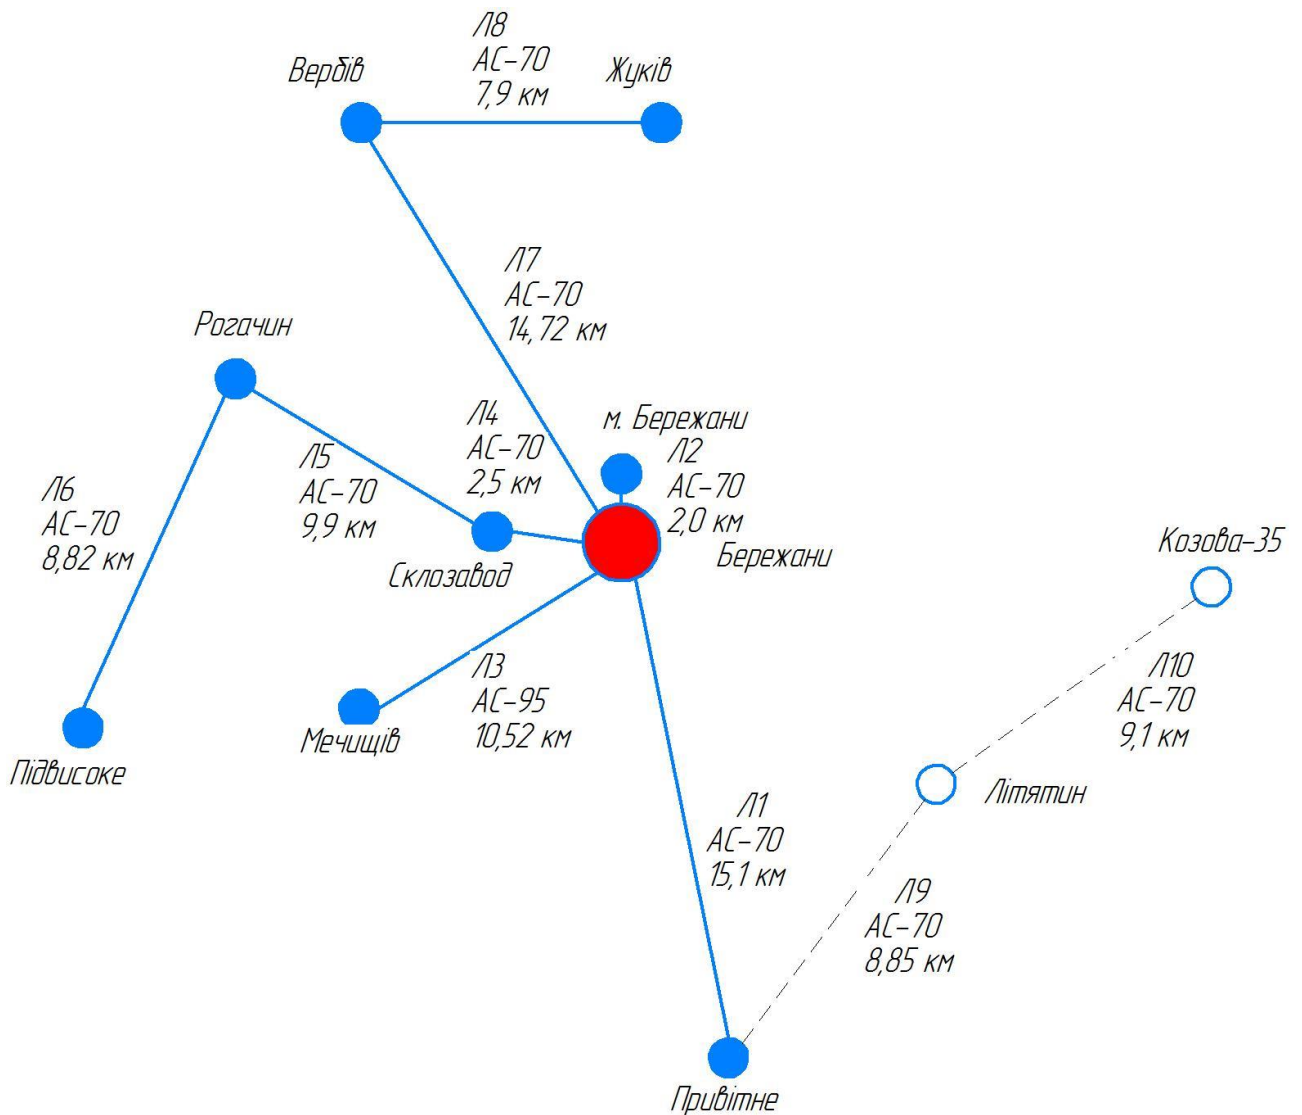 Л8
АС-70
7,9 км
Вербів
Жуків
Л7
АС-70
14,72 км
Рогачин
Л4
АС-70
2,5 км
м. Бережани
Л2
АС-70
2,0 км
Л5
АС-70
9,9 км
Л6
АС-70
8,82 км
Склозавод
Бережани
Козова-35
Л3
АС-95
10,52 км
Мечищів
Л10
АС-70
9,1 км
Підвисоке
Літятин
Л1
АС-70
15,1 км
Л9
АС-70
8,85 км
Привітне